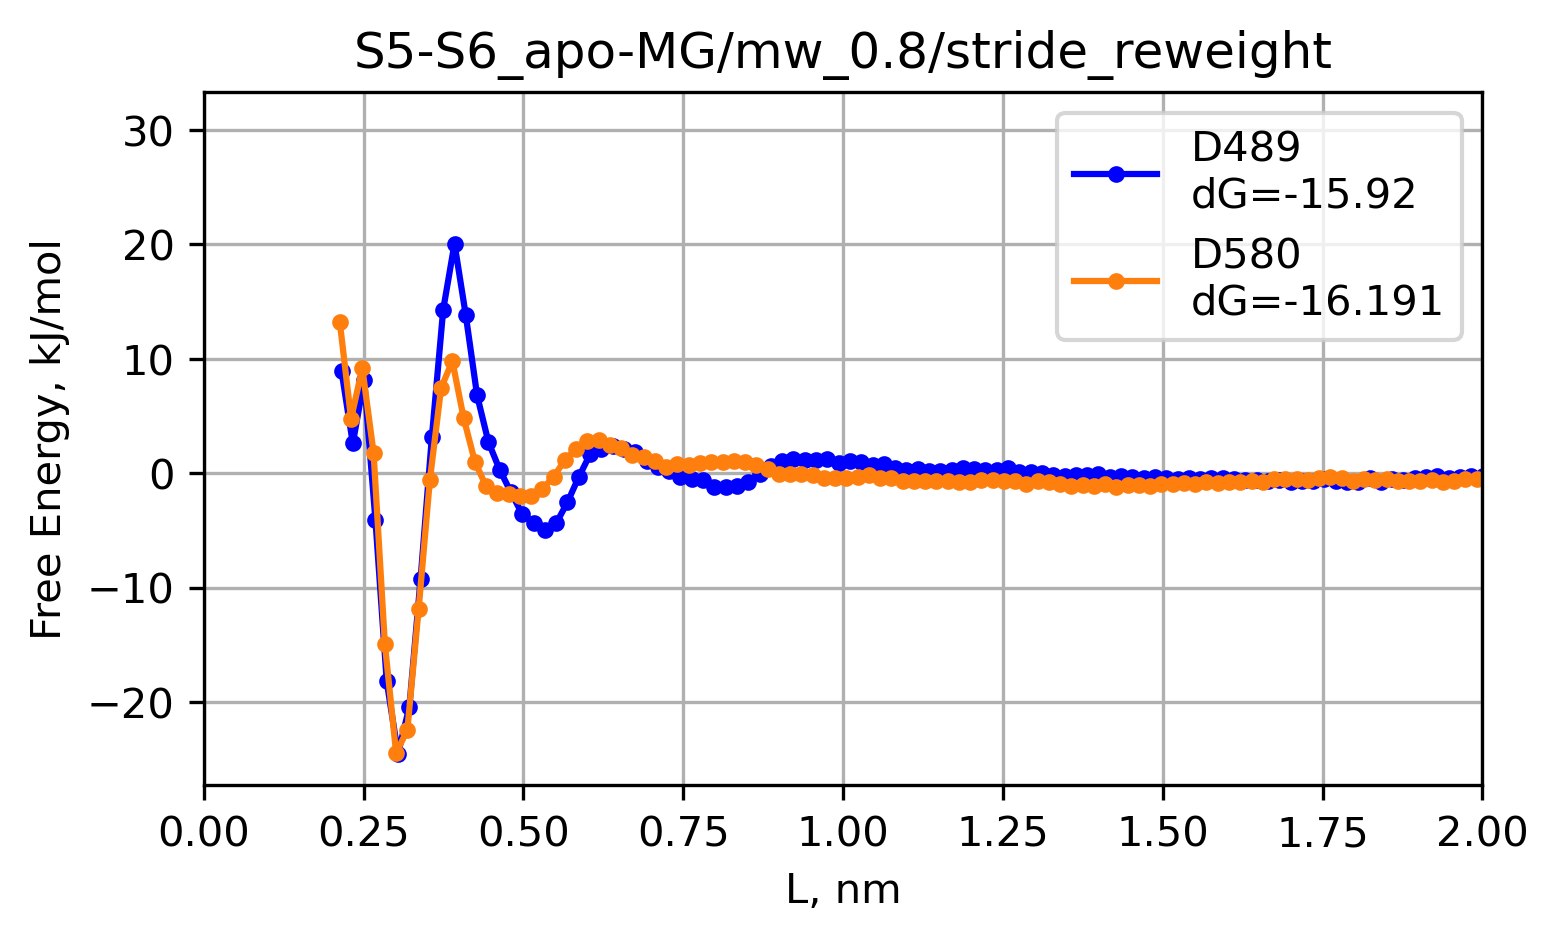 S5-S6_apo-MG/mw_0.8/stride_reweight
D489
dG=-15.92
D580
dG=-16.191
Free Energy, kJ/mol
30
20
10
0
−10
−20
0.00 0.25 0.50 0.75 1.00 1.25 1.50 1.75 2.00
L, nm